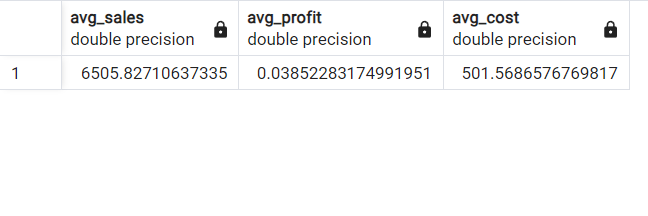 avg_sales avg_profit avg_cost
double precision double precision double precision
1 6505.82710637335 0.03852283174991951 501.5686576769817